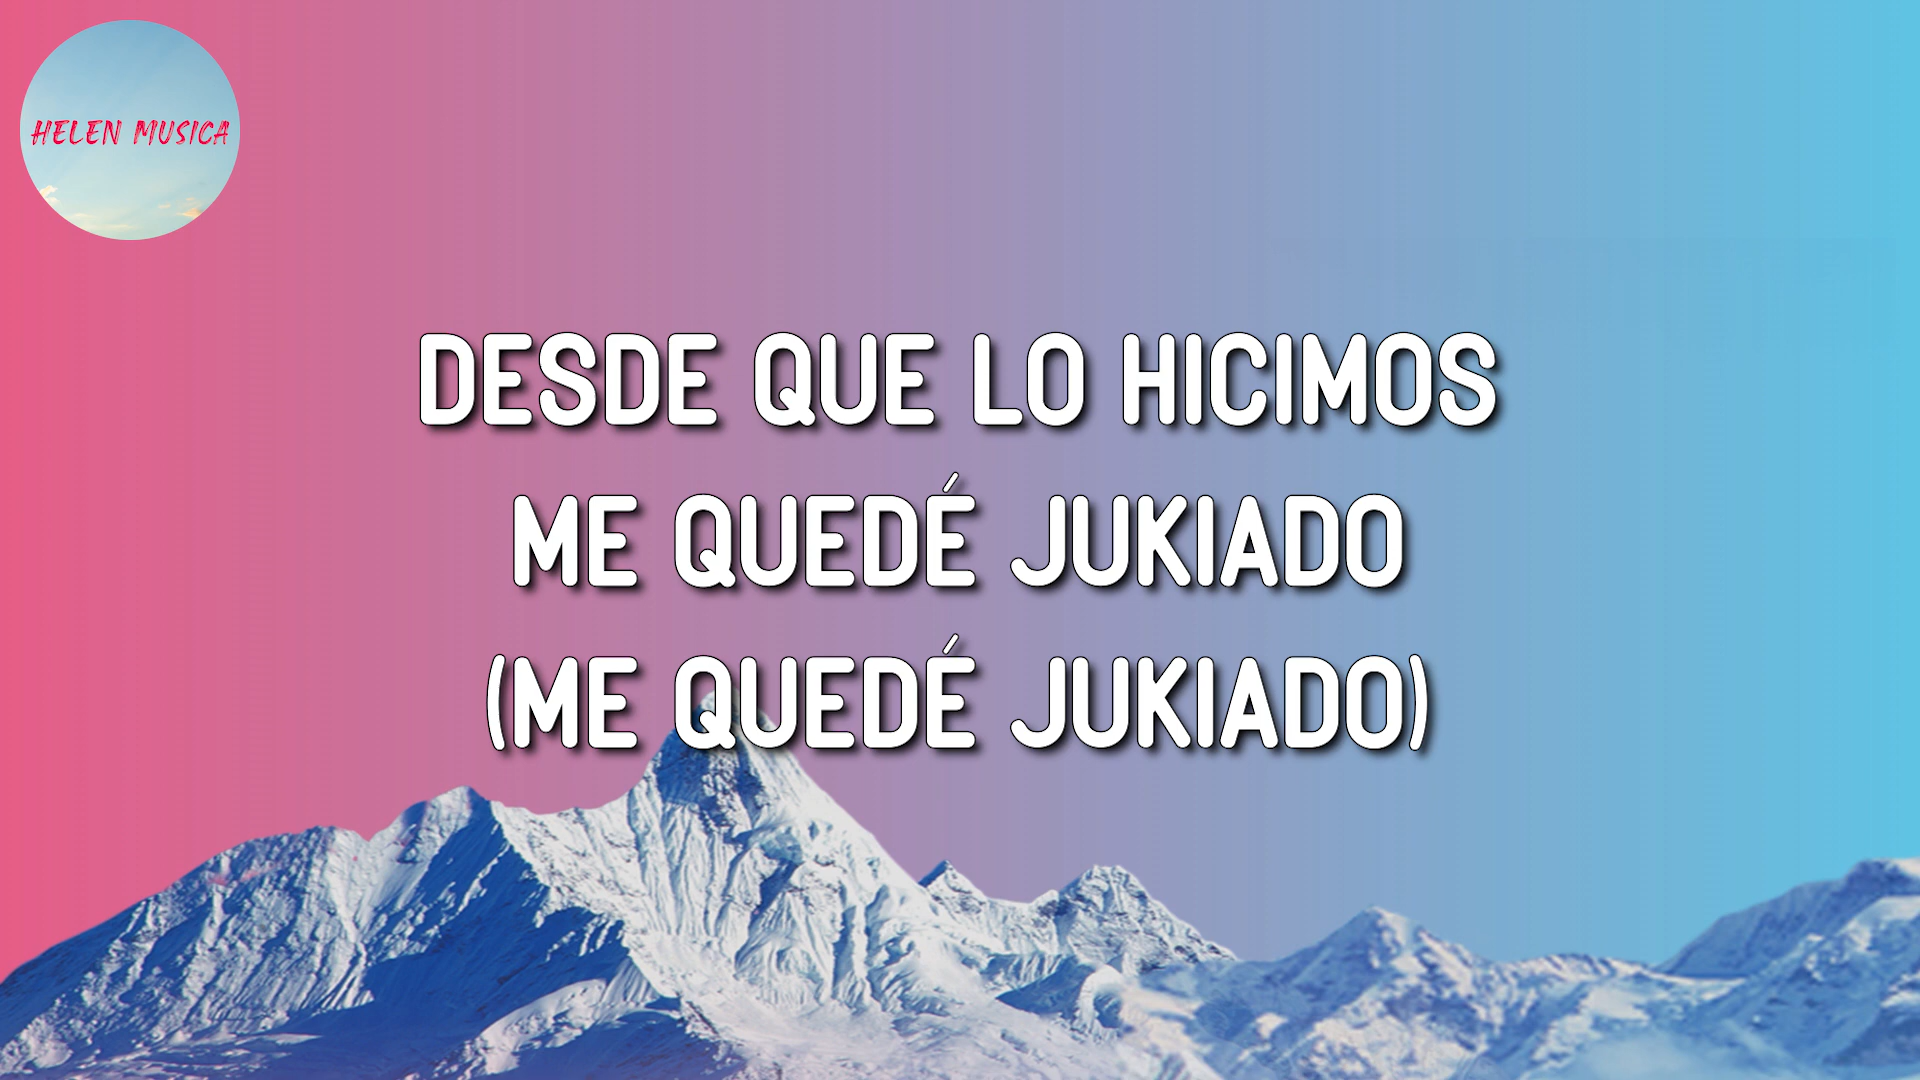 HELEN MUSICA
DESDE QUE LO HICIMOS
ME QUEDÉ JUKIADO
(ME QUEDÉ JUKIADO)